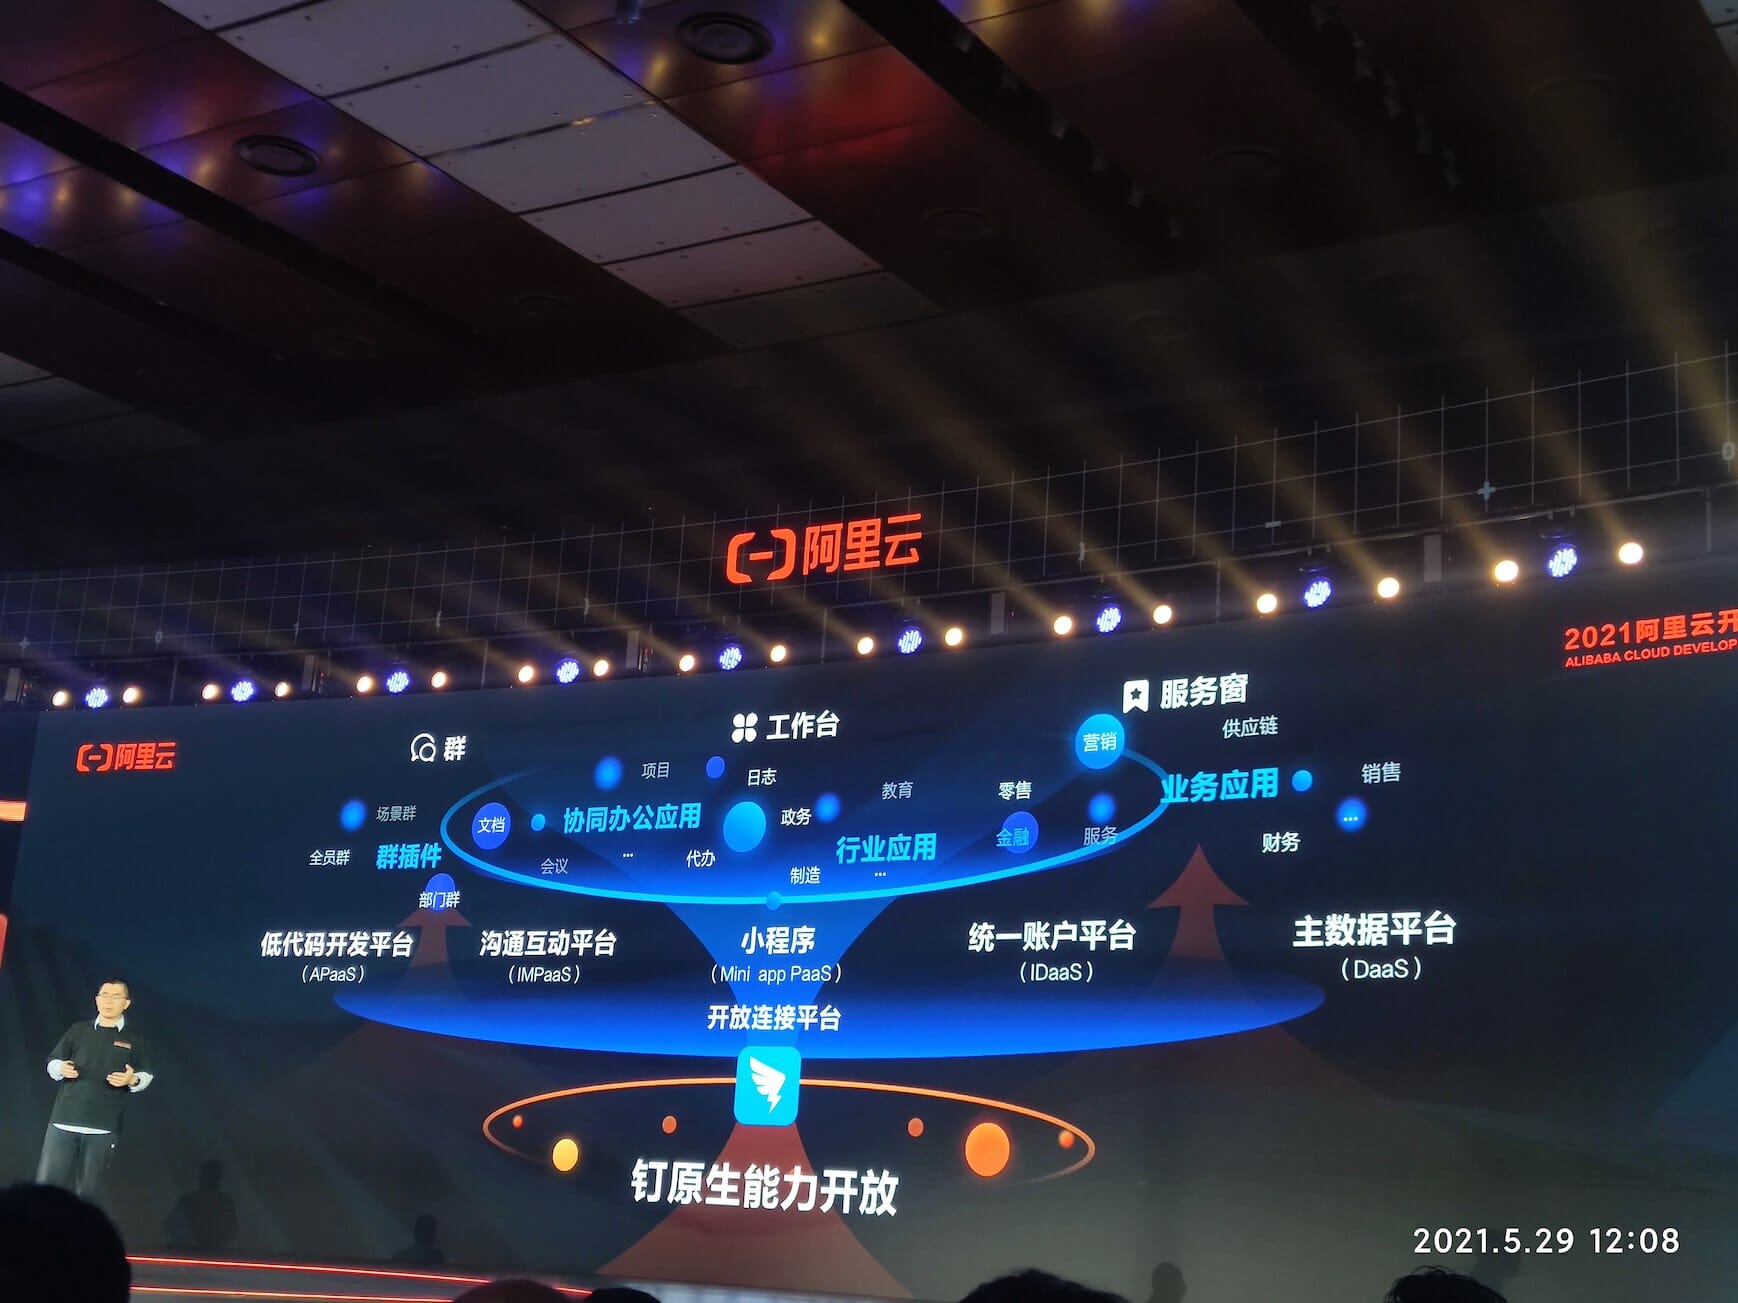 阿里云
2021阿里云开
ALIBABA CLOUD DEVELOP
阿里云
群
工作台
服务窗
供应链
营销
项目
日志
教育
零售
业务应用
销售
场景群
文档
协同办公应用
政务
行业应用
金融
服务
...
全员群
群插件
会议
...
代办
制造
...
财务
部门群
低代码开发平台
(APaaS)
沟通互动平台
(IMPaaS)
小程序
(Mini app PaaS)
统一账户平台
(IDaaS)
主数据平台
(DaaS)
开放连接平台
钉原生能力开放
2021.5.29 12:08